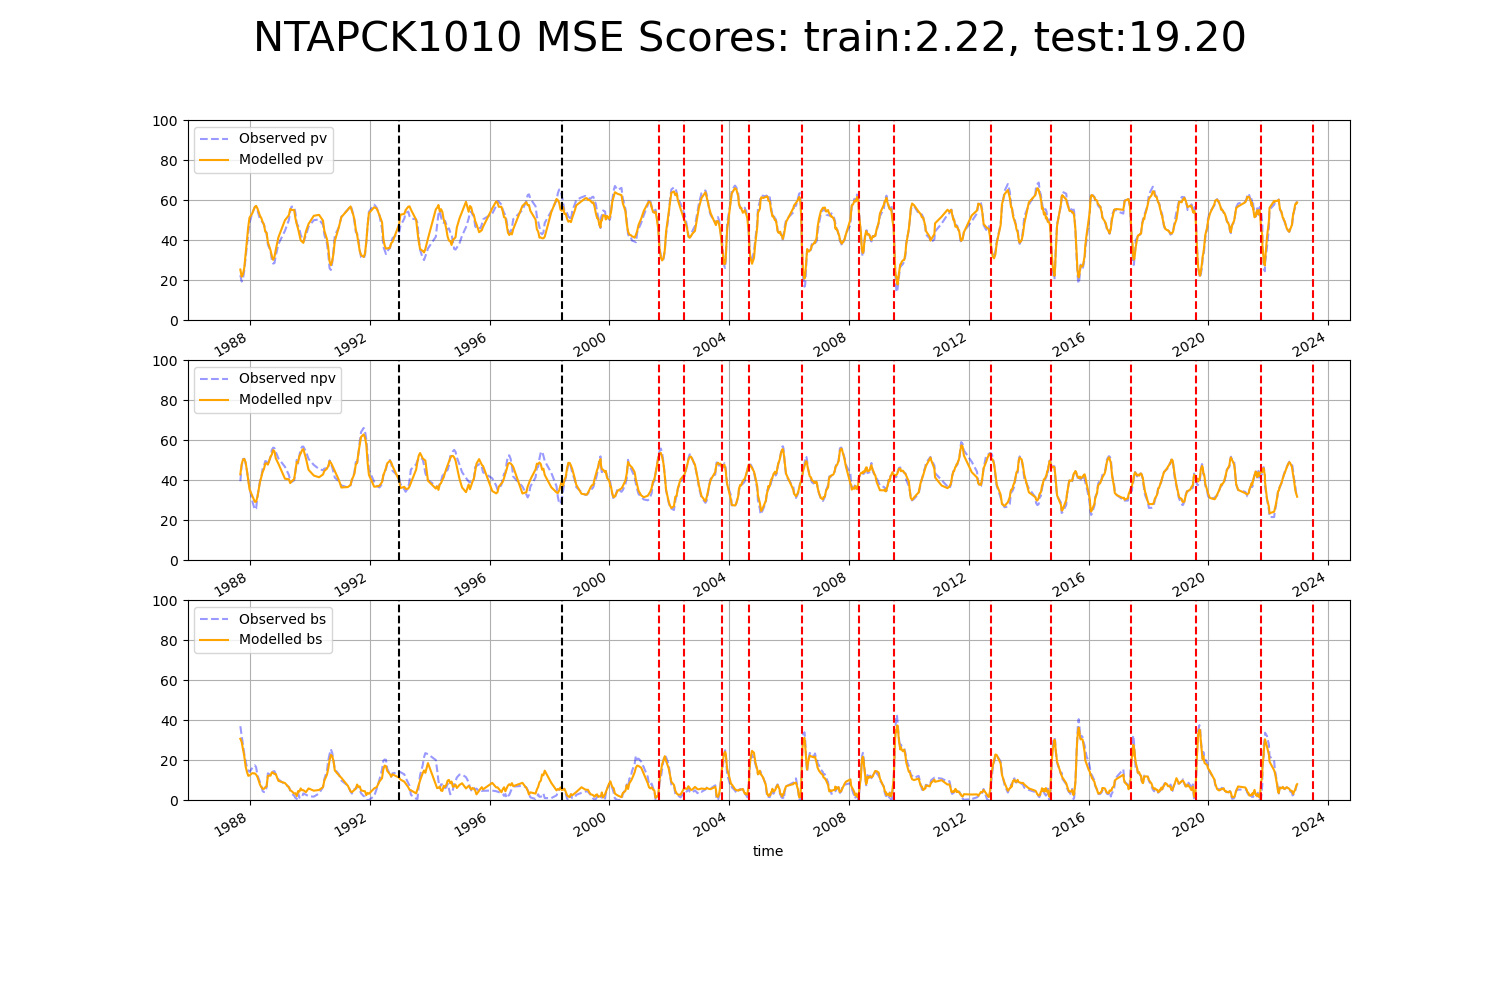 NTAPCK1010 MSE Scores: train:2.22, test:19.20
100
80
60
40
20
0
Observed pv
Modelled pv
1988 1992 1996 2000 2004 2008 2012 2016 2020 2024
100
80
60
40
20
0
Observed npv
Modelled npv
1988 1992 1996 2000 2004 2008 2012 2016 2020 2024
100
80
60
40
20
0
Observed bs
Modelled bs
1988 1992 1996 2000 2004 2008 2012 2016 2020 2024
time